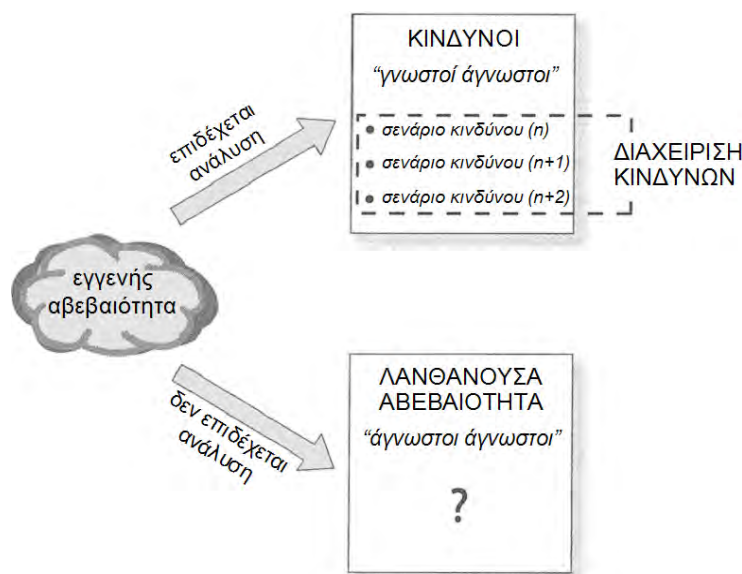 ΚΙΝΔΥΝΟΙ
“γνωστοί άγνωστοι”
επιδέχεται
ανάλυση
• σενάριο κινδύνου (n)
• σενάριο κινδύνου (n+1)
• σενάριο κινδύνου (n+2)
ΔΙΑΧΕΙΡΙΣΗ
ΚΙΝΔΥΝΩΝ
εγγενής
αβεβαιότητα
δεν επιδέχεται
ανάλυση
ΛΑΝΘΑΝΟΥΣΑ
ΑΒΕΒΑΙΟΤΗΤΑ
“άγνωστοι άγνωστοι”
?